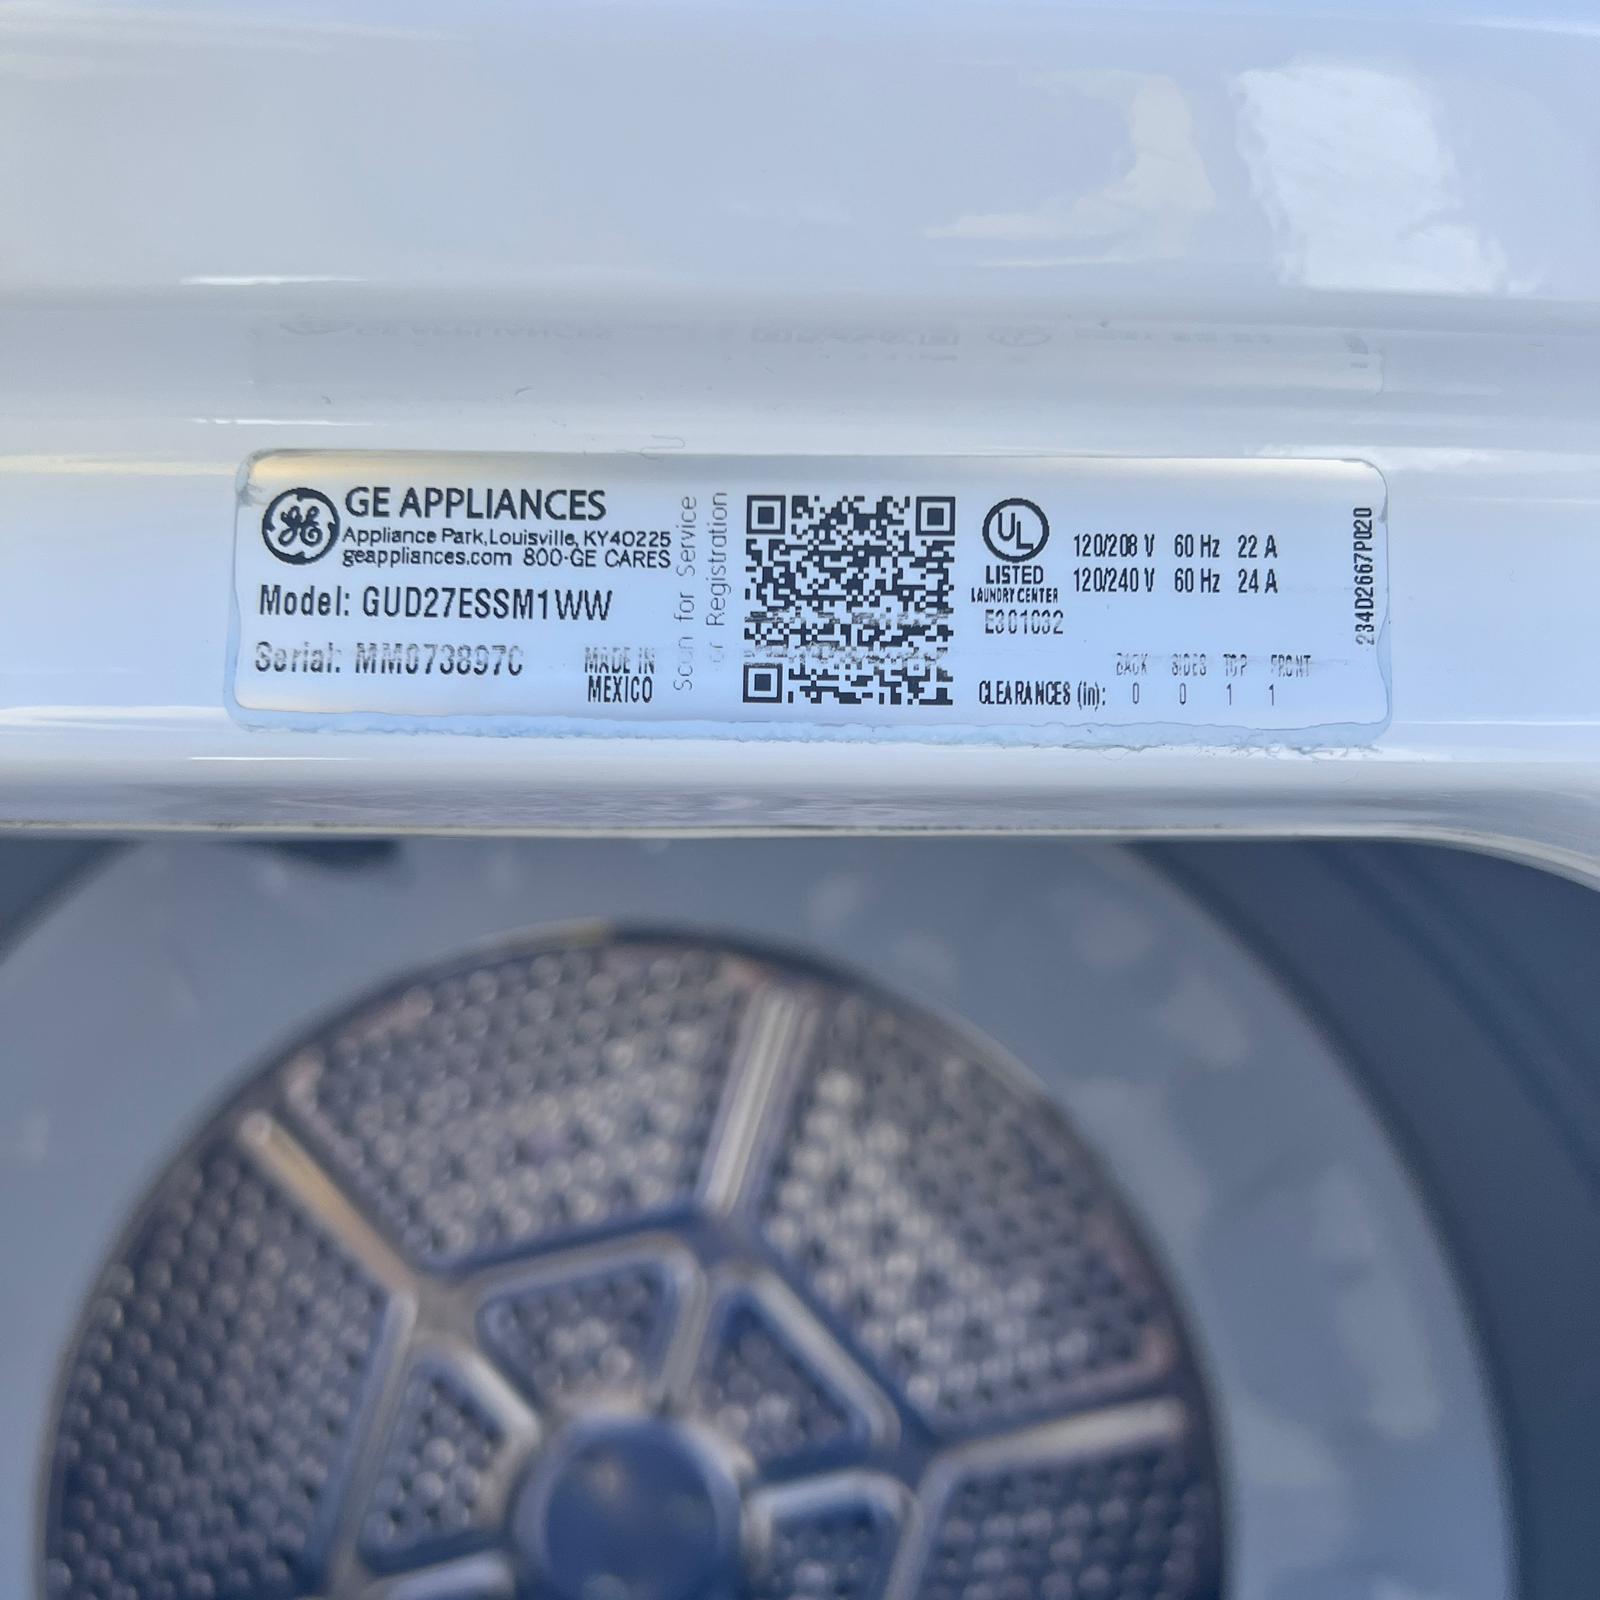 GE APPLIANCES
Appliance Park, Louisville, KY40225
geappliances.com 800-GE CARES
Model: GUD27ESSM1WW
Serial: MM073897C
MADE IN
MEXICO
Scan for Service
or Registration
UL
LISTED
LAUNDRY CENTER
E301032
120/208 V 60 Hz 22 A
120/240 V 60 Hz 24 A
BACK SIDES TOP FRONT
CLEARANCES (in): 0 0 1 1
234D2667P020